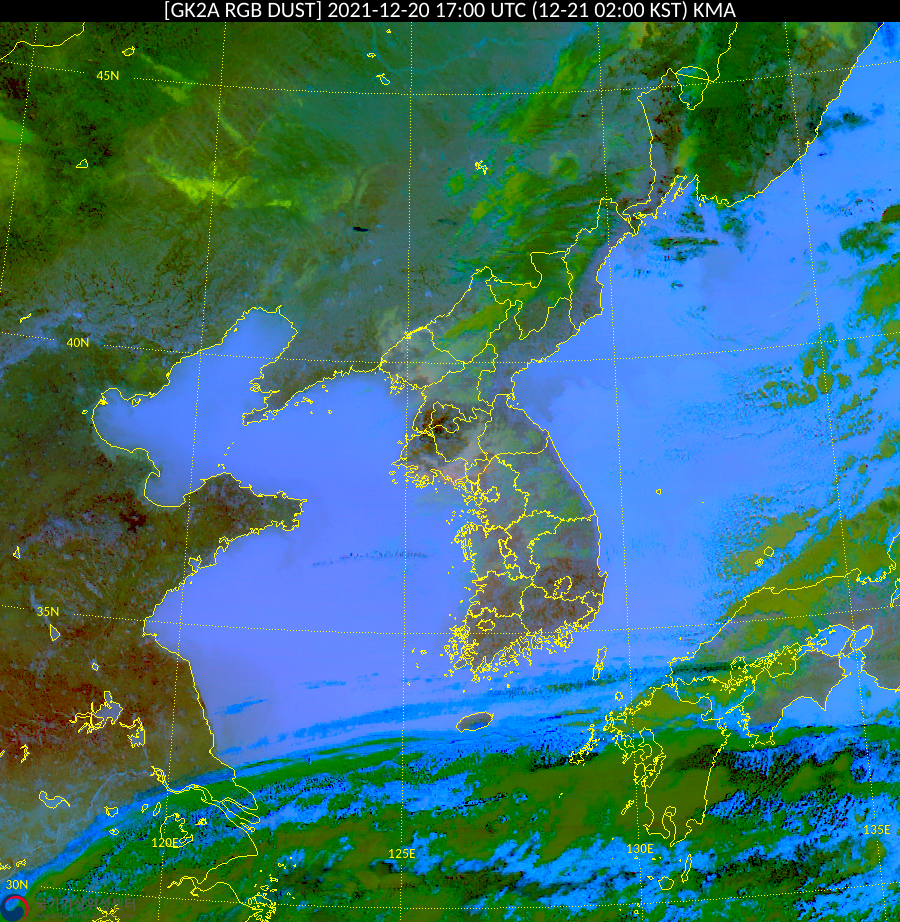 [GK2A RGB DUST] 2021-12-20 17:00 UTC (12-21 02:00 KST) KMA
45N
40N
35N
135E
120E
125E
130E
30N